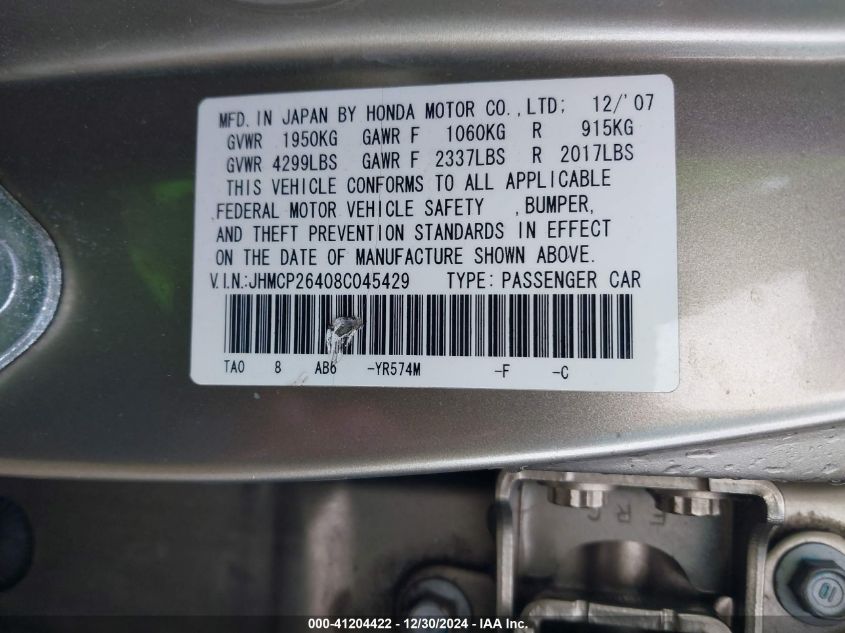 MFD. IN JAPAN BY HONDA MOTOR CO.,LTD; 12/'07
GVWR 1950KG GAWR F 1060KG R 915KG
GVWR 4299LBS GAWR F 2337LBS R 2017LBS
THIS VEHICLE CONFORMS TO ALL APPLICABLE
FEDERAL MOTOR VEHICLE SAFETY ,BUMPER,
AND THEFT PREVENTION STANDARDS IN EFFECT
ON THE DATE OF MANUFACTURE SHOWN ABOVE.
V.I.N.:JHMCP26408C045429 TYPE: PASSENGER CAR
TA0 8 AB6 -YR574M -F -C
000-41204422 - 12/30/2024 - IAA Inc.